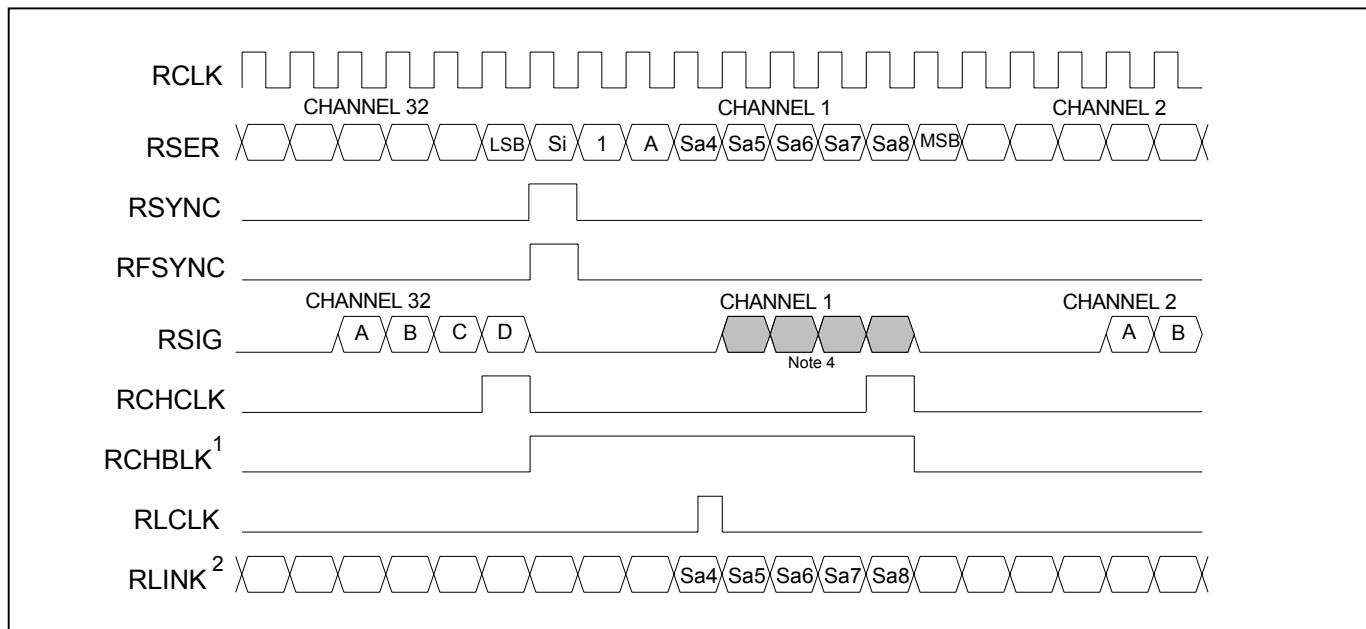 RCLK
CHANNEL 32 CHANNEL 1 CHANNEL 2
RSER LSB Si 1 A Sa4 Sa5 Sa6 Sa7 Sa8 MSB
RSYNC
RFSYNC
CHANNEL 32 CHANNEL 1 CHANNEL 2
RSIG A B C D A B
Note 4
RCHCLK
RCHBLK1
RLCLK
RLINK2 Sa4 Sa5 Sa6 Sa7 Sa8